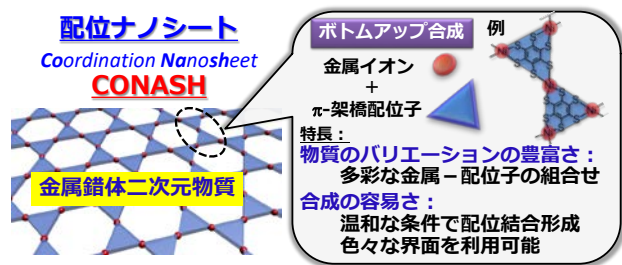 配位ナノシート
Coordination Nanosheet
CONASH
金属錯体二次元物質
ボトムアップ合成
例
金属イオン
+
π-架橋配位子
特長：
物質のバリエーションの豊富さ：
多彩な金属－配位子の組合せ
合成の容易さ：
温和な条件で配位結合形成
色々な界面を利用可能